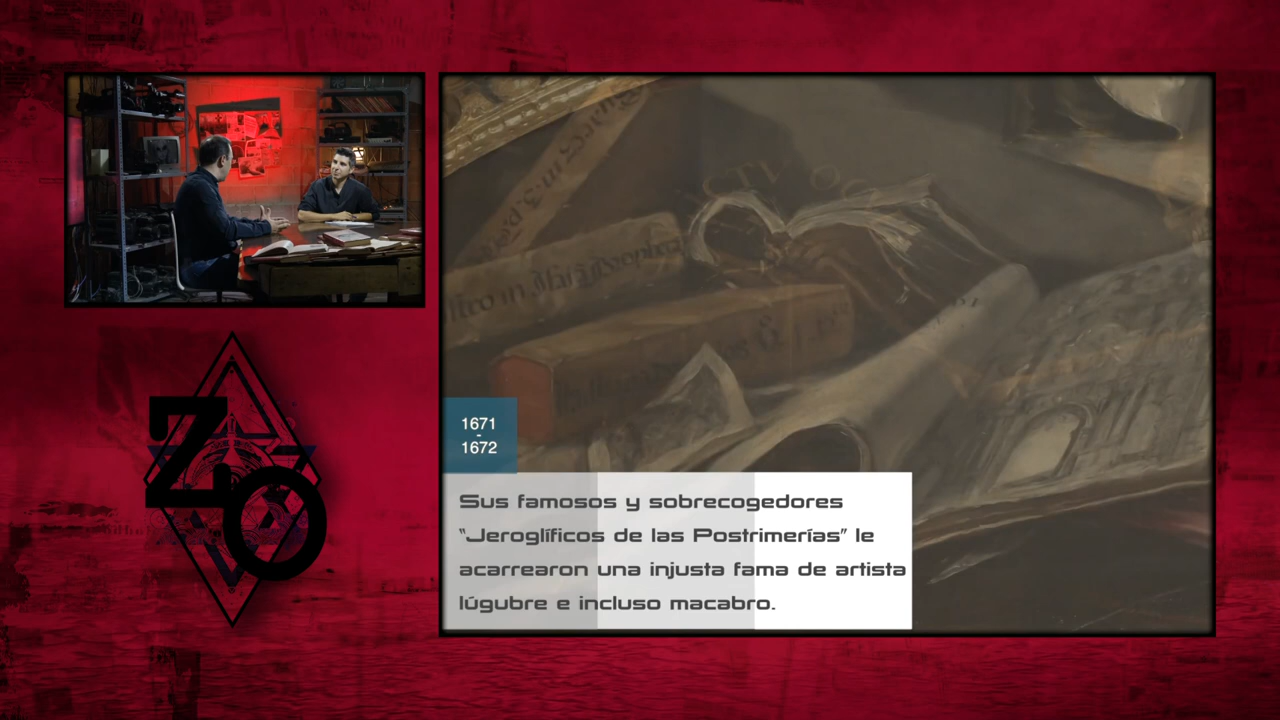 1671
-
1672
Sus famosos y sobrecogedores
“Jeroglíficos de las Postrimerías” le
acarrearon una injusta fama de artista
lúgubre e incluso macabro.
ZO